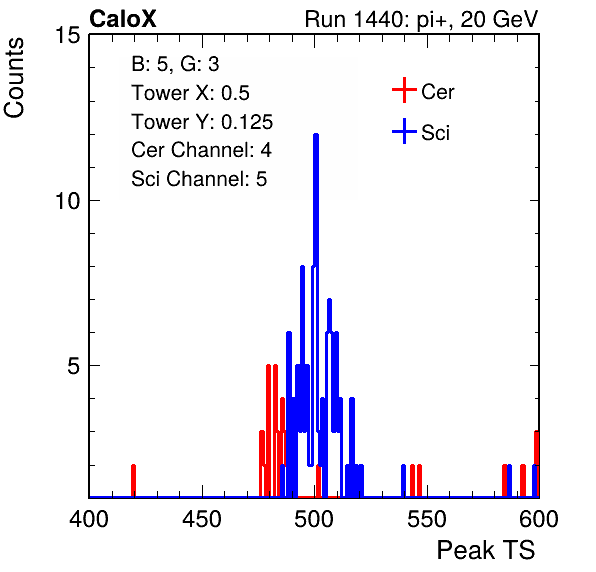 CaloX Run 1440: pi+, 20 GeV
15
Counts
B: 5, G: 3
Tower X: 0.5
Cer
Tower Y: 0.125
Sci
Cer Channel: 4
Sci Channel: 5
10
5
400 450 500 550 600
Peak TS